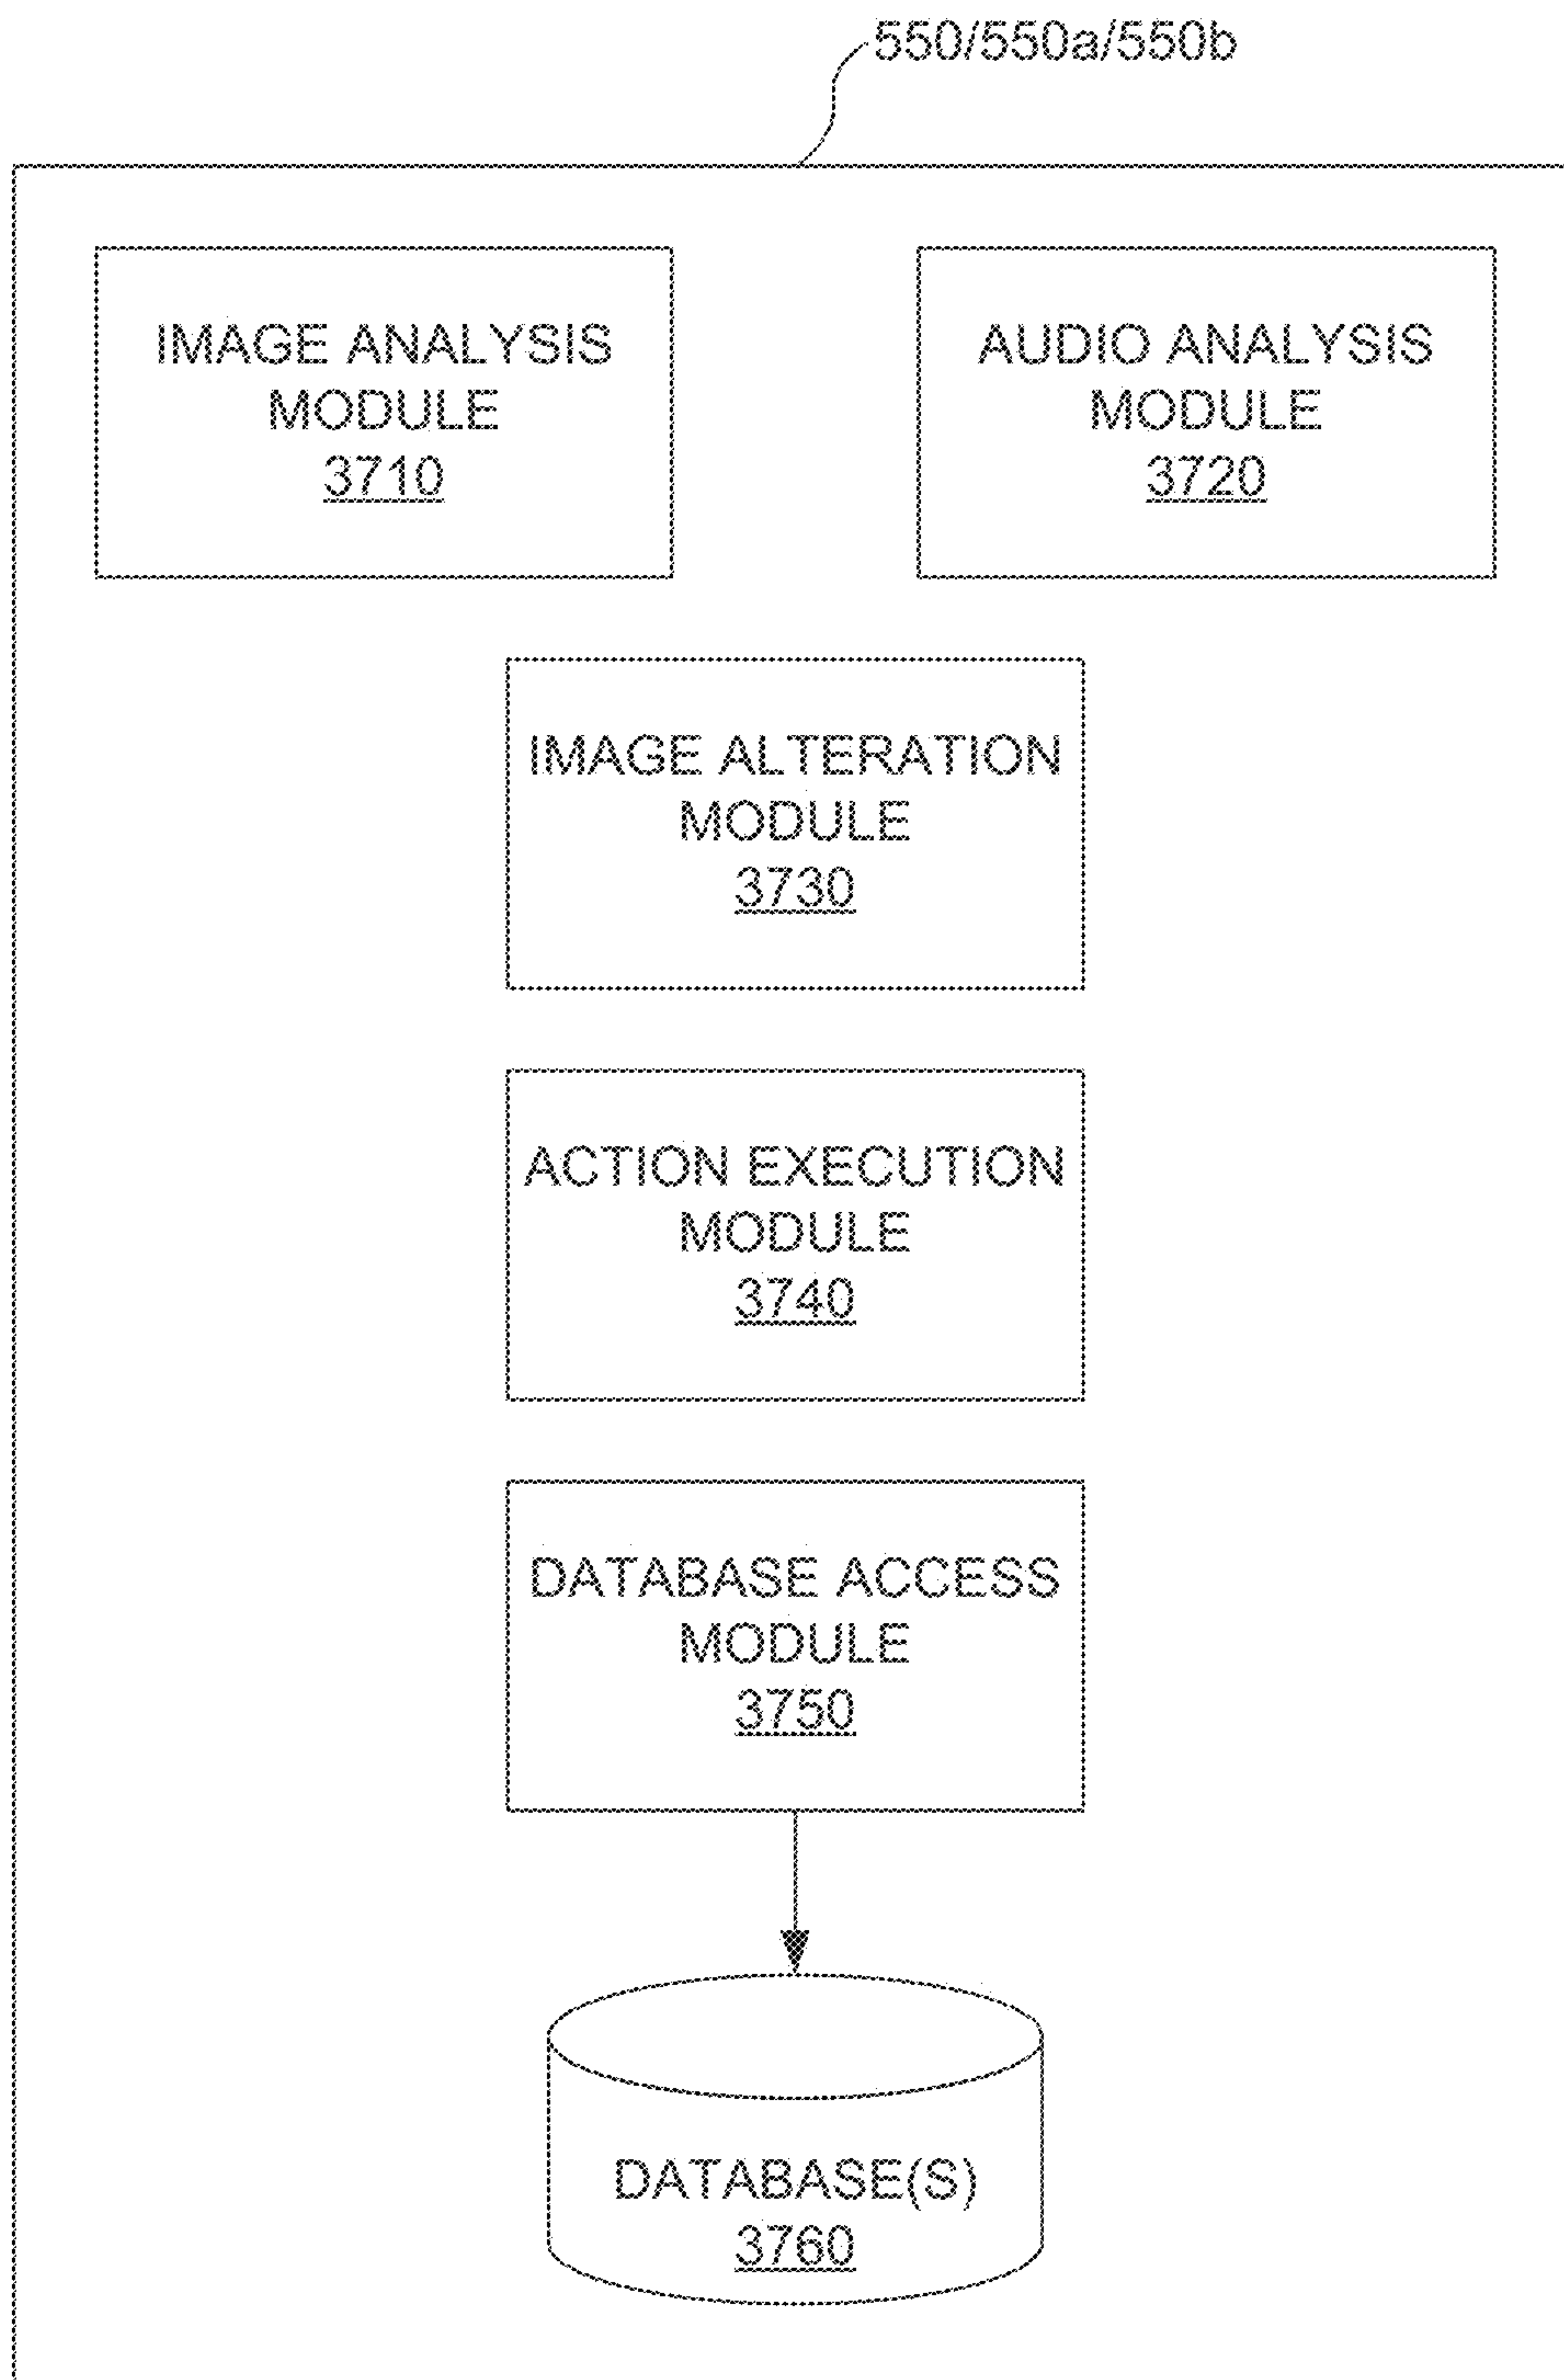 550/550a/550b
IMAGE ANALYSIS
MODULE
3710
AUDIO ANALYSIS
MODULE
3720
IMAGE ALTERATION
MODULE
3730
ACTION EXECUTION
MODULE
3740
DATABASE ACCESS
MODULE
3750
DATABASE(S)
3760